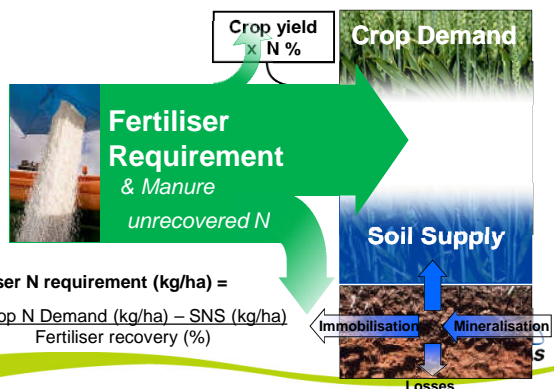 Crop yield
x N %
Crop Demand
Fertiliser
Requirement
& Manure
unrecovered N
Soil Supply
ser N requirement (kg/ha) =
op N Demand (kg/ha) – SNS (kg/ha)
Fertiliser recovery (%)
Immobilisation
Mineralisation
s
Losses